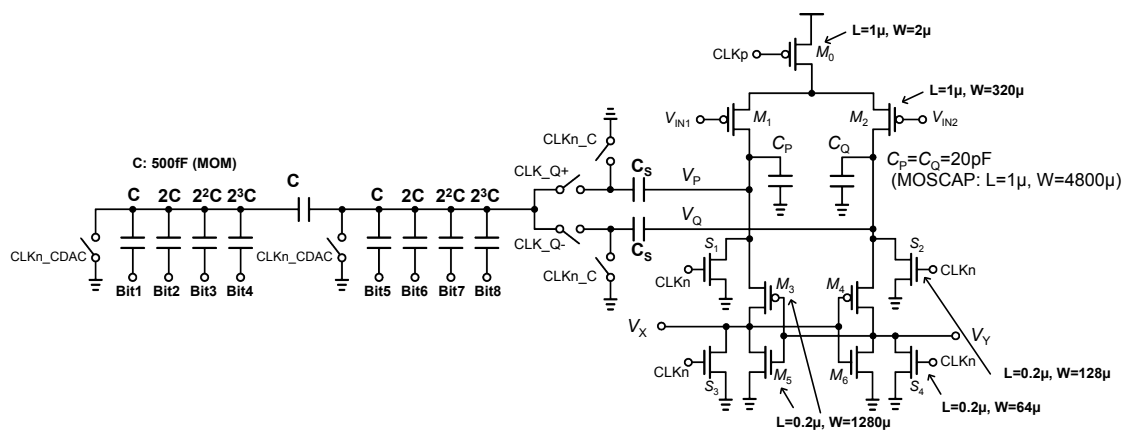 L=1μ, W=2μ
CLKp
M0
L=1μ, W=320μ
VIN1
M1
M2
VIN2
CLKn_C
CP
CQ
CP=CQ=20pF
(MOSCAP: L=1μ, W=4800μ)
C: 500fF (MOM)
CLK_Q+
CS
VP
C
2C
2²C
2³C
C
C
2C
2²C
2³C
VQ
CLK_Q-
CS
CLKn_CDAC
CLKn_CDAC
CLKn_C
Bit1
Bit2
Bit3
Bit4
Bit5
Bit6
Bit7
Bit8
S1
S2
CLKn
CLKn
M3
M4
VX
VY
CLKn
S3
M5
M6
S4
CLKn
L=0.2μ, W=128μ
L=0.2μ, W=64μ
L=0.2μ, W=1280μ